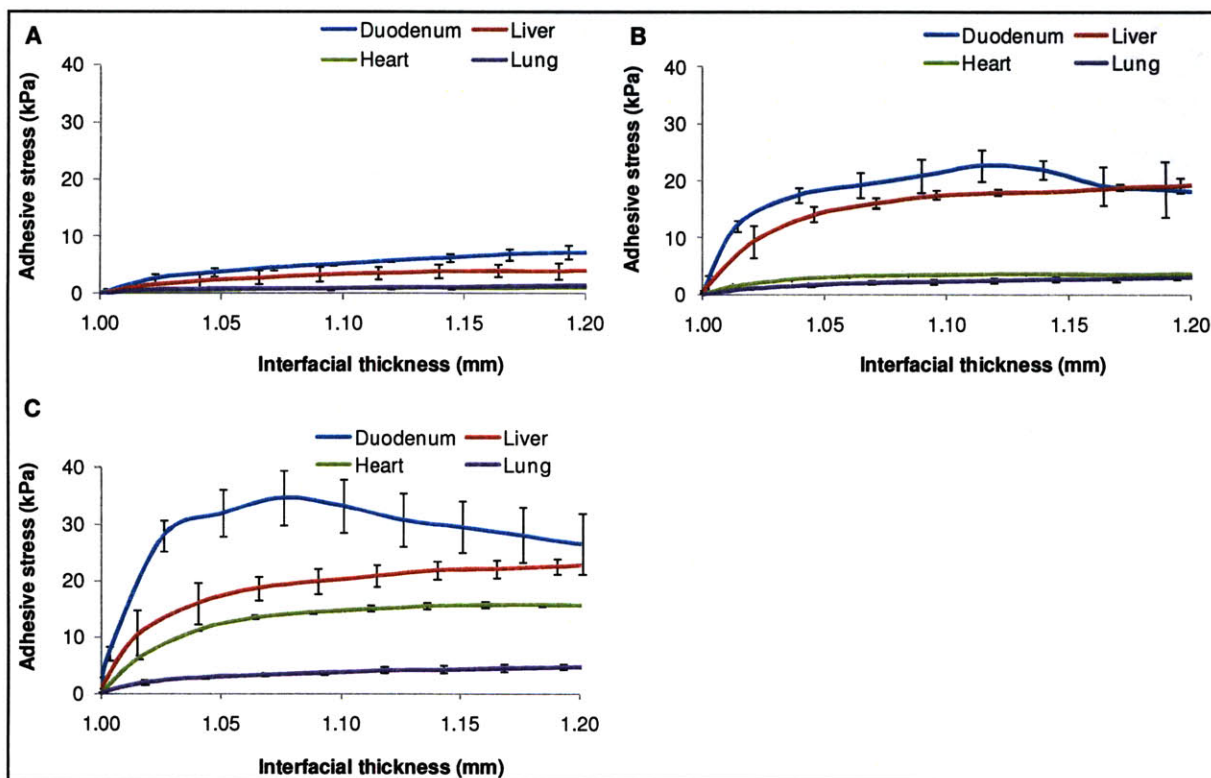 A
Duodenum Liver
Heart Lung
Adhesive stress (kPa)
40
30
20
10
0
1.00 1.05 1.10 1.15 1.20
Interfacial thickness (mm)
B
Duodenum Liver
Heart Lung
Adhesive stress (kPa)
40
30
20
10
0
1.00 1.05 1.10 1.15 1.20
Interfacial thickness (mm)
C
Duodenum Liver
Heart Lung
Adhesive stress (kPa)
40
30
20
10
0
1.00 1.05 1.10 1.15 1.20
Interfacial thickness (mm)